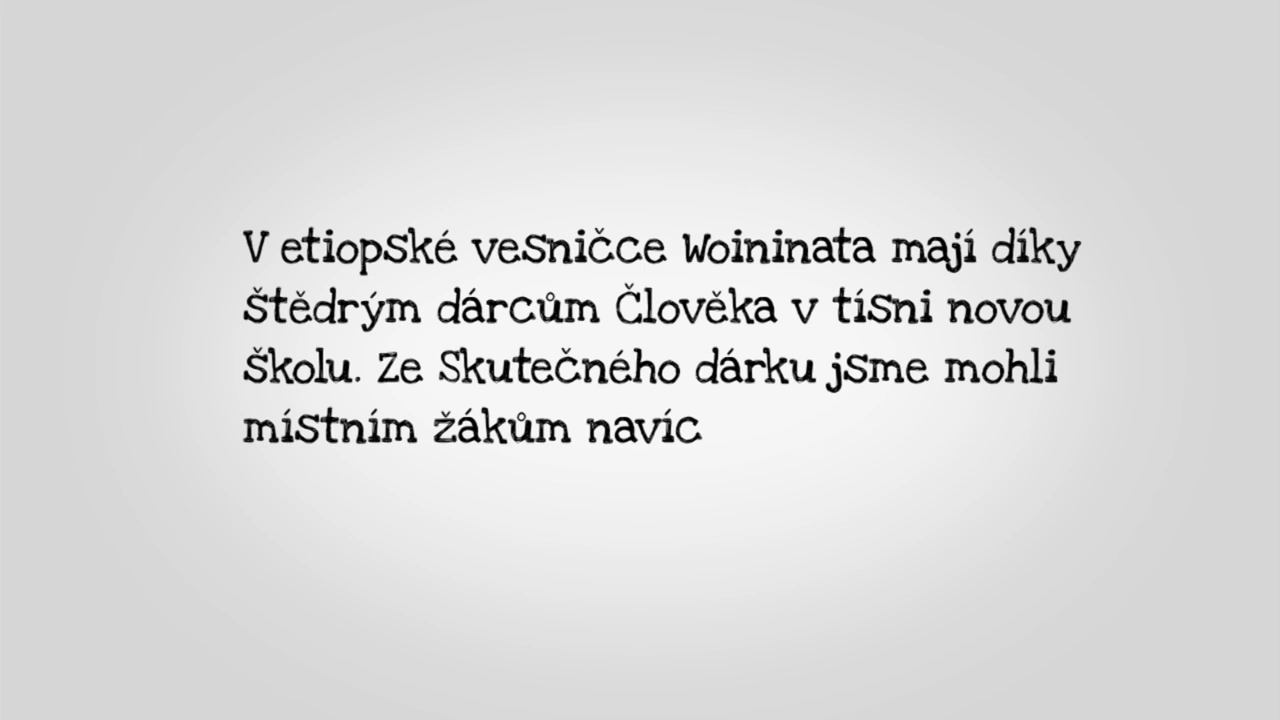 V etiopské vesničce Woininata mají díky
štědrým dárcům Člověka v tísni novou
školu. Ze Skutečného dárku jsme mohli
místním žákům navíc